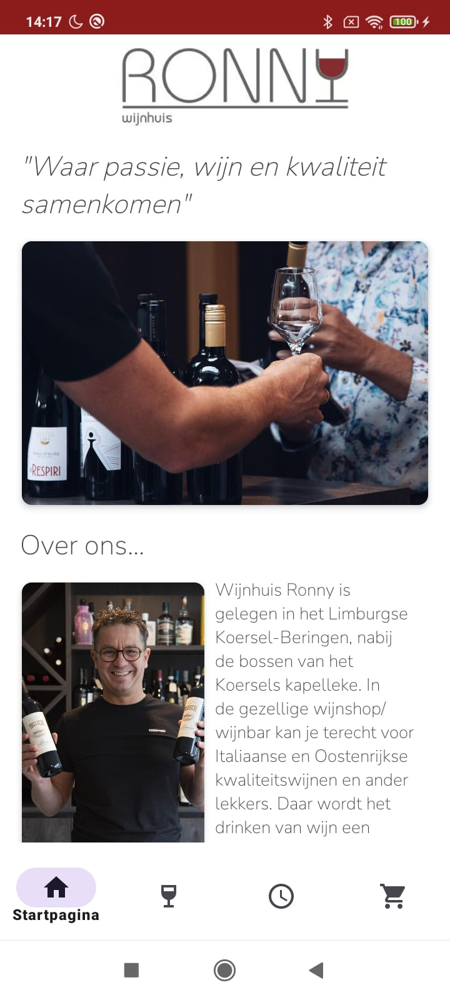 14:17
100
RONNY
wijnhuis
"Waar passie, wijn en kwaliteit
samenkomen"
RESPIRI
Over ons...
Wijnhuis Ronny is
gelegen in het Limburgse
Koersel-Beringen, nabij
de bossen van het
Koersels kapelleke. In
de gezellige wijnshop/
wijnbar kan je terecht voor
Italiaanse en Oostenrijkse
kwaliteitswijnen en ander
lekkers. Daar wordt het
drinken van wijn een
Startpagina